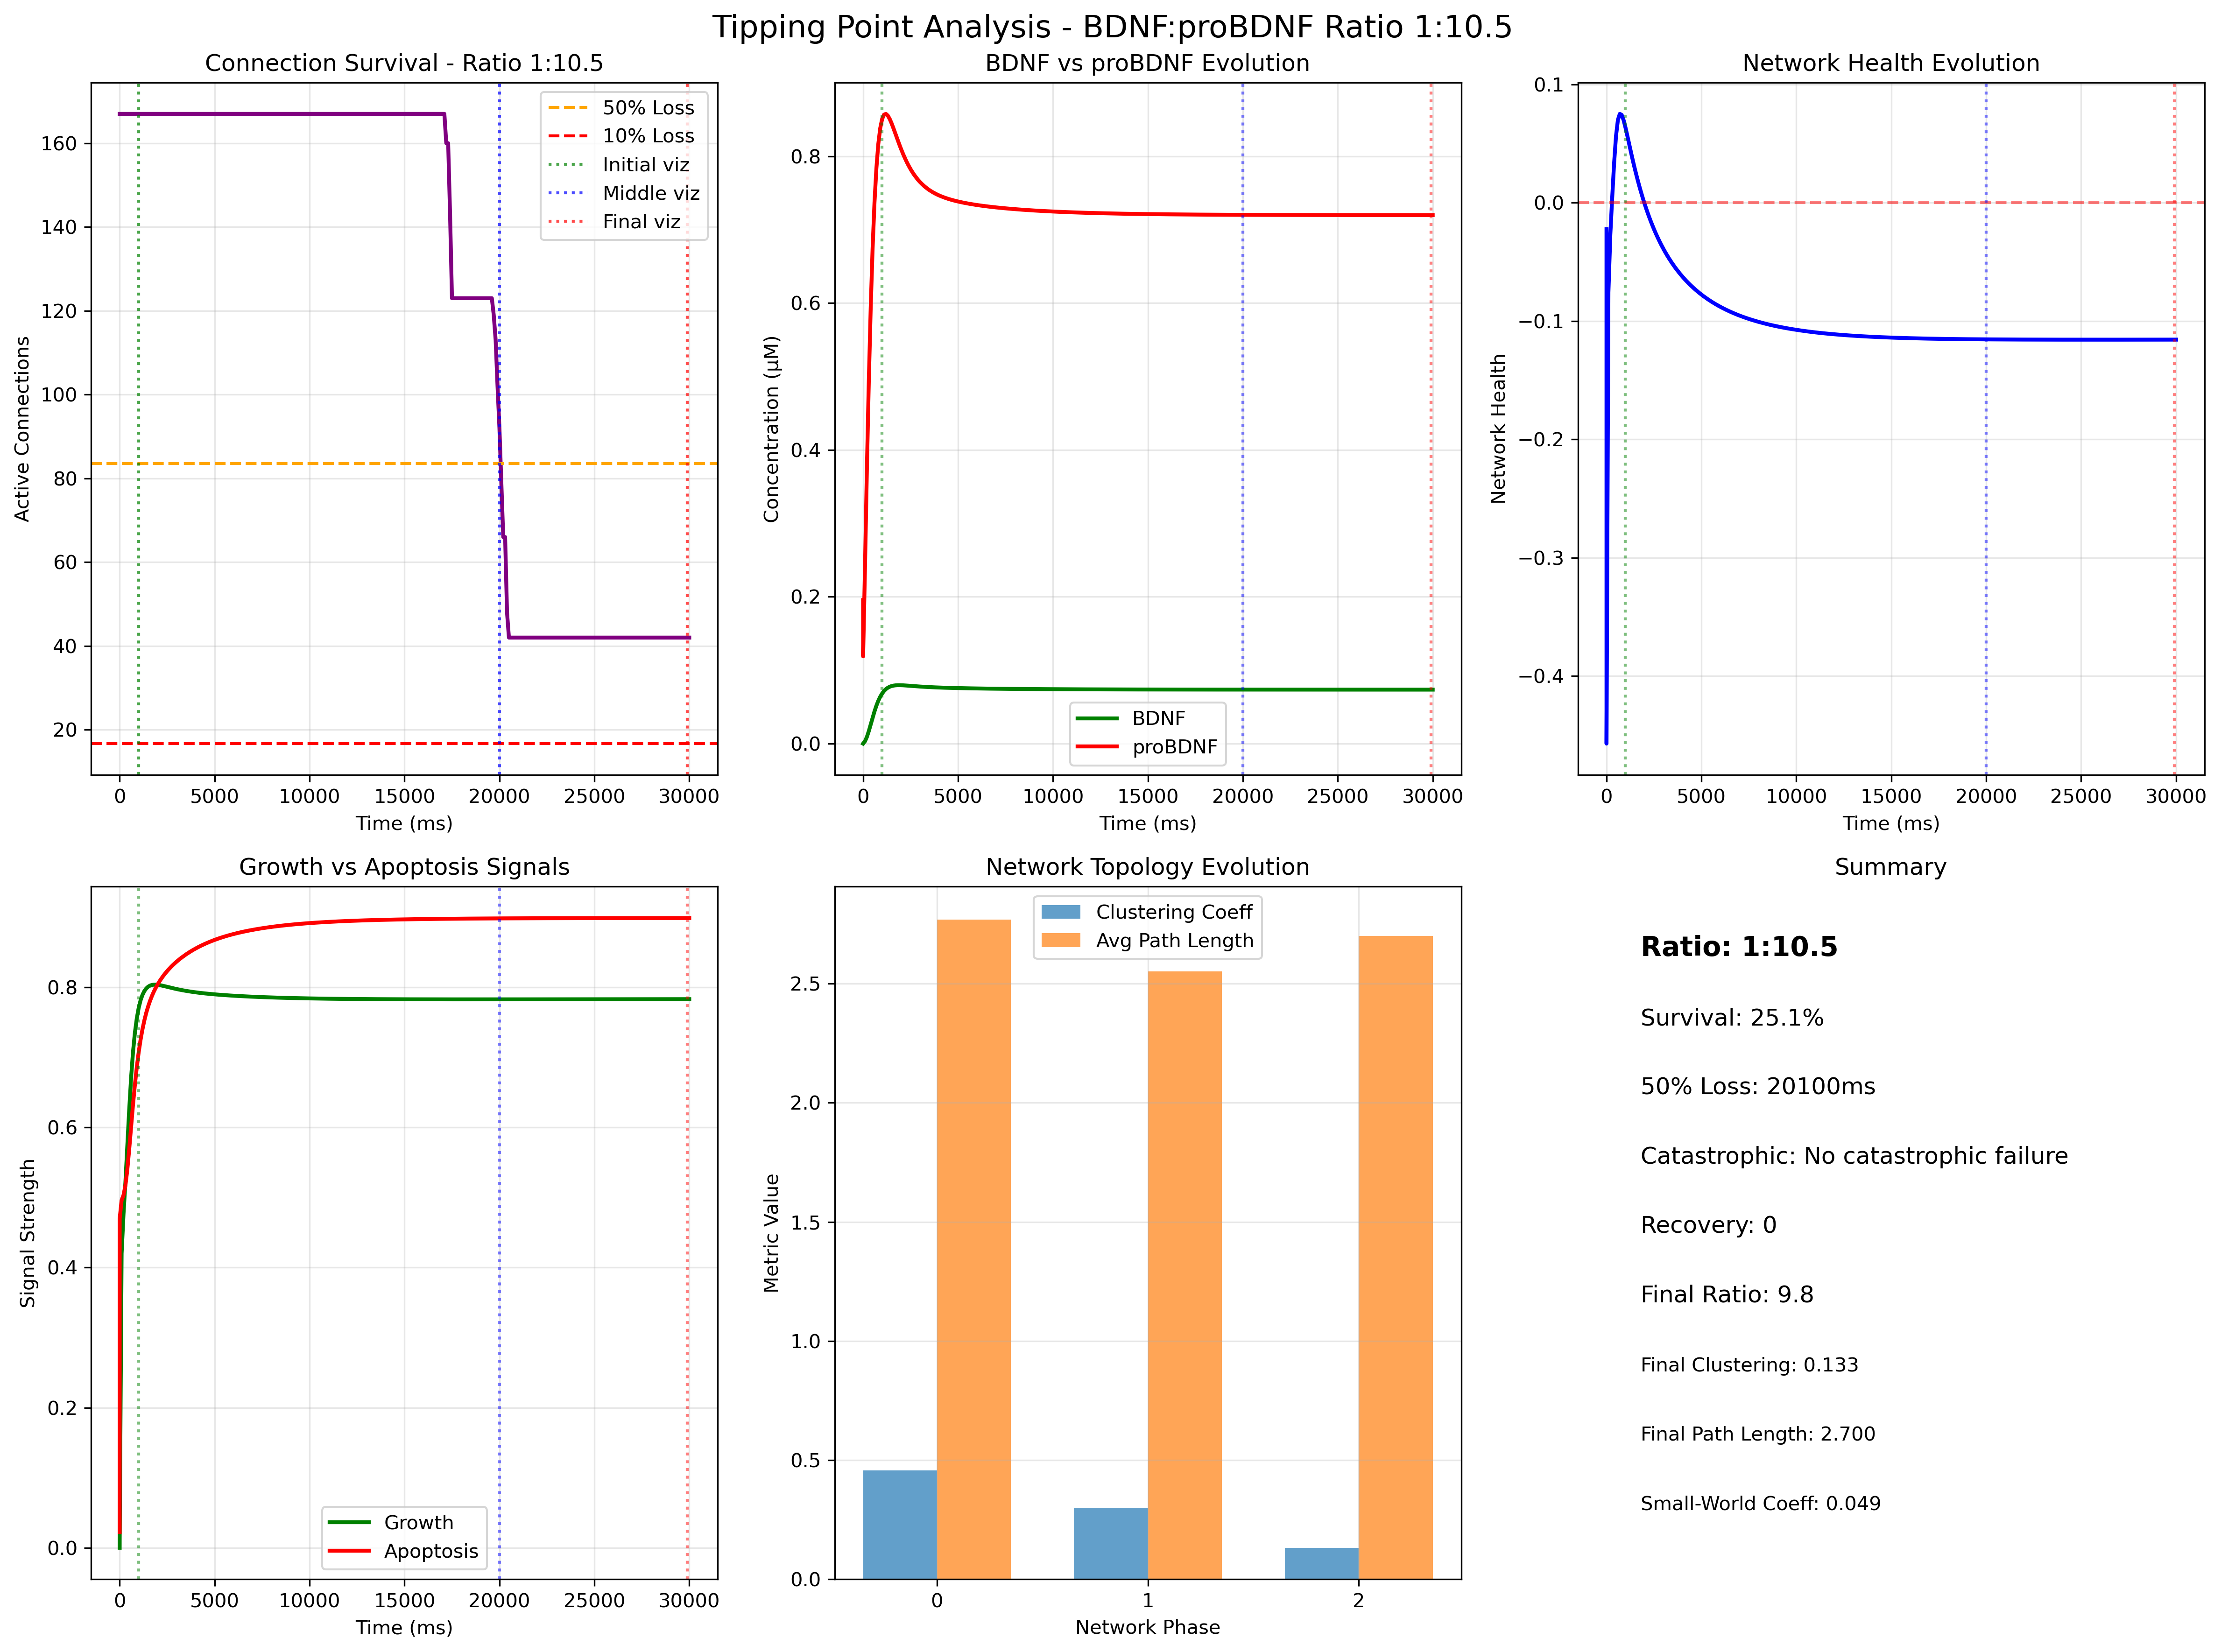 Tipping Point Analysis - BDNF:proBDNF Ratio 1:10.5
Connection Survival - Ratio 1:10.5
160
140
120
100
80
60
40
20
Active Connections
50% Loss
10% Loss
Initial viz
Middle viz
Final viz
0 5000 10000 15000 20000 25000 30000
Time (ms)
BDNF vs proBDNF Evolution
0.8
0.6
0.4
0.2
0.0
Concentration (μM)
BDNF
proBDNF
0 5000 10000 15000 20000 25000 30000
Time (ms)
Network Health Evolution
0.1
0.0
−0.1
−0.2
−0.3
−0.4
Network Health
0 5000 10000 15000 20000 25000 30000
Time (ms)
Growth vs Apoptosis Signals
0.8
0.6
0.4
0.2
0.0
Signal Strength
Growth
Apoptosis
0 5000 10000 15000 20000 25000 30000
Time (ms)
Network Topology Evolution
2.5
2.0
1.5
1.0
0.5
0.0
Metric Value
Clustering Coeff
Avg Path Length
0 1 2
Network Phase
Summary
Ratio: 1:10.5
Survival: 25.1%
50% Loss: 20100ms
Catastrophic: No catastrophic failure
Recovery: 0
Final Ratio: 9.8
Final Clustering: 0.133
Final Path Length: 2.700
Small-World Coeff: 0.049